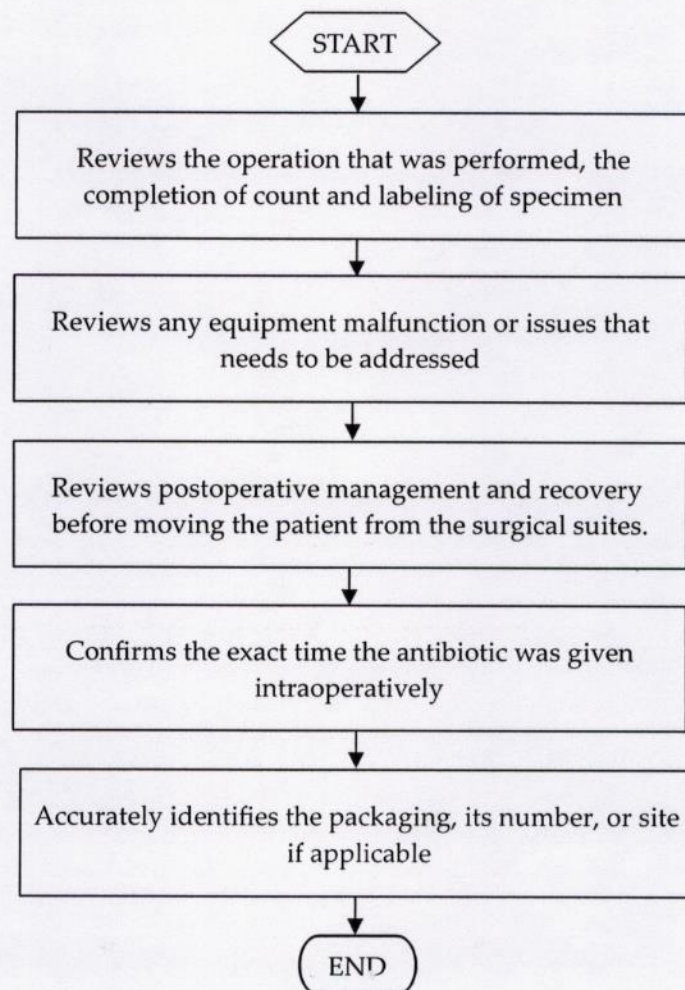 START
Reviews the operation that was performed, the
completion of count and labeling of specimen
Reviews any equipment malfunction or issues that
needs to be addressed
Reviews postoperative management and recovery
before moving the patient from the surgical suites.
Confirms the exact time the antibiotic was given
intraoperatively
Accurately identifies the packaging, its number, or site
if applicable
END